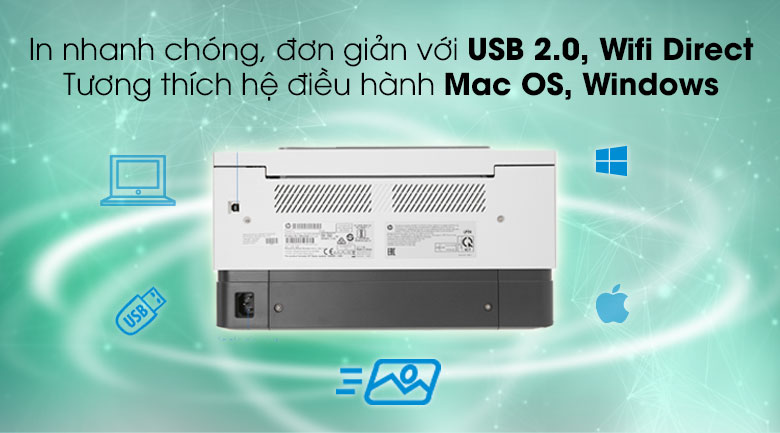 In nhanh chóng, đơn giản với USB 2.0, Wifi Direct
Tương thích hệ điều hành Mac OS, Windows
USB